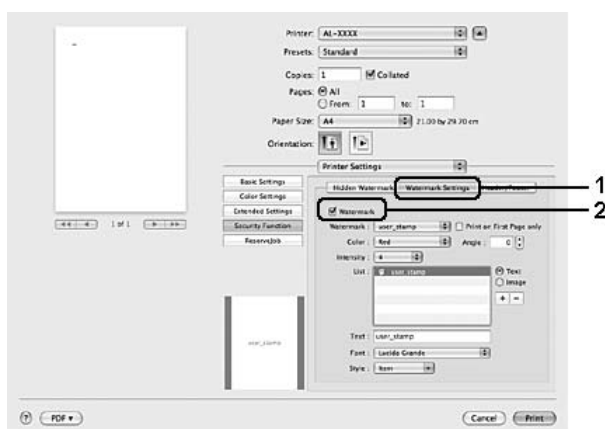 Printer: AL-XXXX
Presets: Standard
Copies: 1 Collated
Pages: All
From: 1 to: 1
Paper Size: A4 21.00 by 29.70 cm
Orientation:
Printer Settings
Basic Settings
Color Settings
Extended Settings
Security Function
ReserveJob
Hidden Watermark Watermark Settings 1
Watermark 2
Watermark : user_stamp Print on First Page only
Color : Red Angle : 0
Intensity : 4
List : user_stamp Text
Image
+ -
Text : user_stamp
Font : Lucida Grande
Style :
1 of 1
user_stamp
? PDF Cancel Print